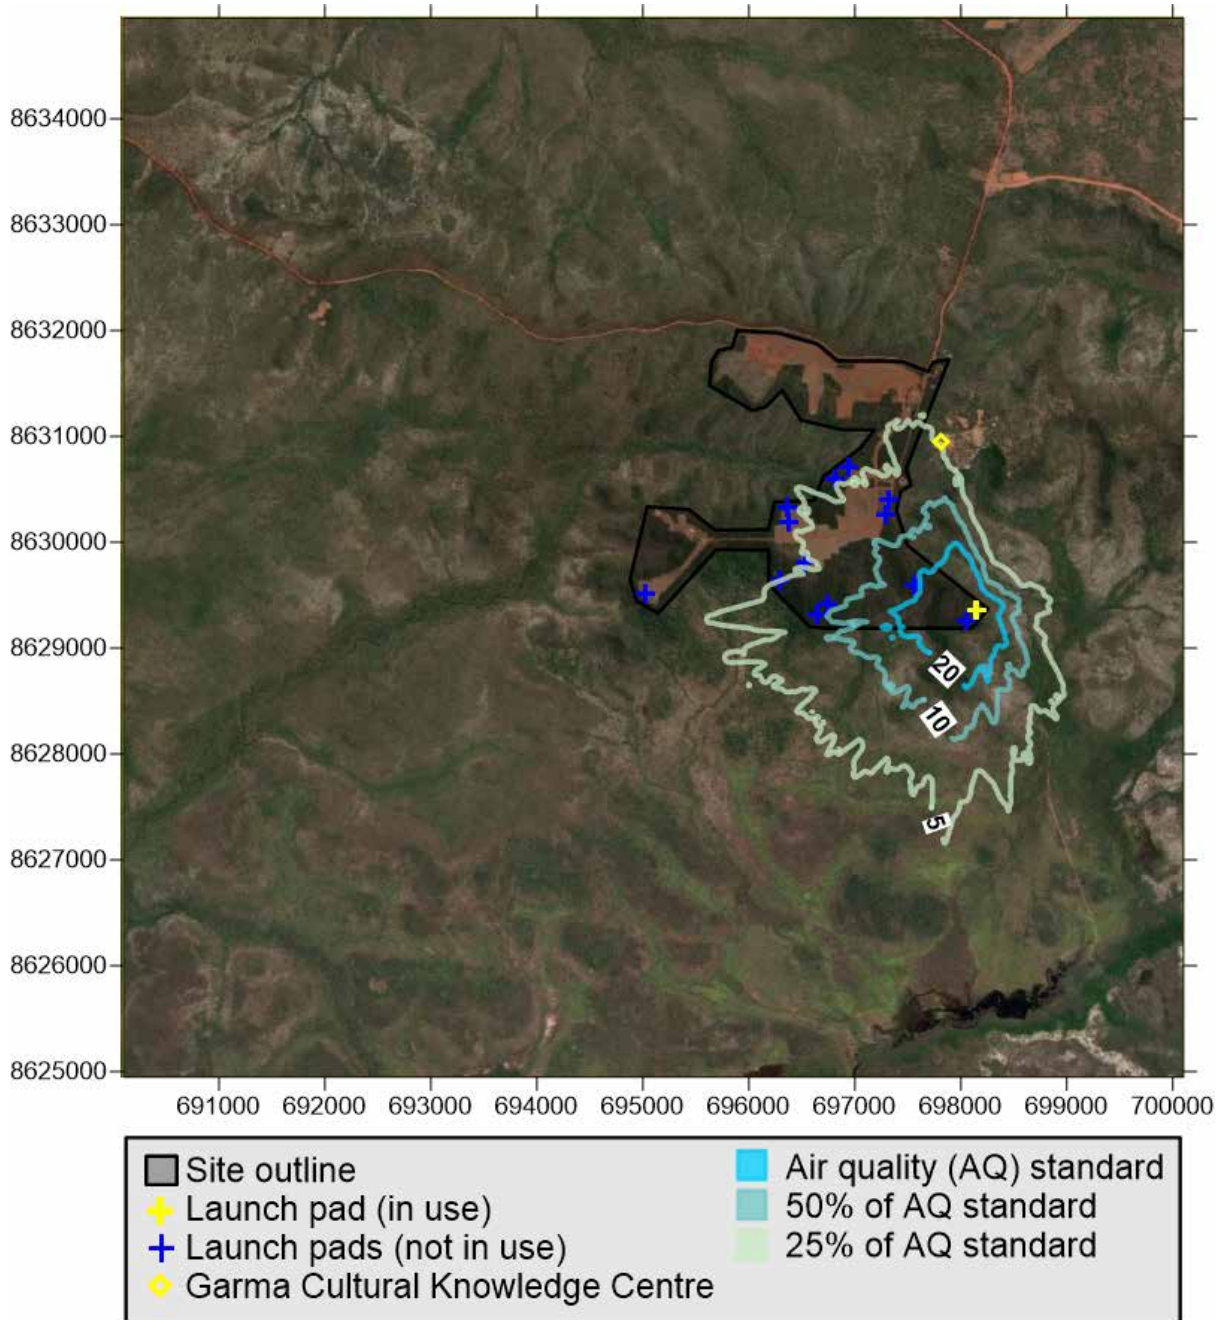 8634000
8633000
8632000
8631000
8630000
8629000
8628000
8627000
8626000
8625000
20
10
5
691000 692000 693000 694000 695000 696000 697000 698000 699000 700000
Site outline
Launch pad (in use)
Launch pads (not in use)
Garma Cultural Knowledge Centre
Air quality (AQ) standard
50% of AQ standard
25% of AQ standard